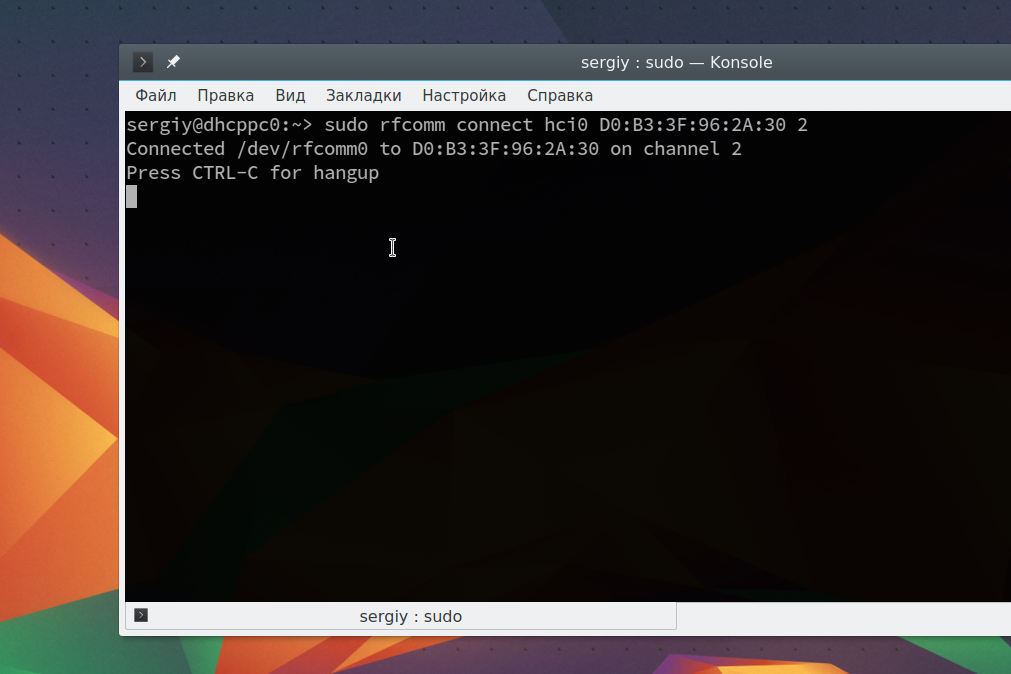 sergiy : sudo — Konsole
Файл Правка Вид Закладки Настройка Справка
sergiy@dhcppc0:~> sudo rfcomm connect hci0 D0:B3:3F:96:2A:30 2
Connected /dev/rfcomm0 to D0:B3:3F:96:2A:30 on channel 2
Press CTRL-C for hangup
sergiy : sudo